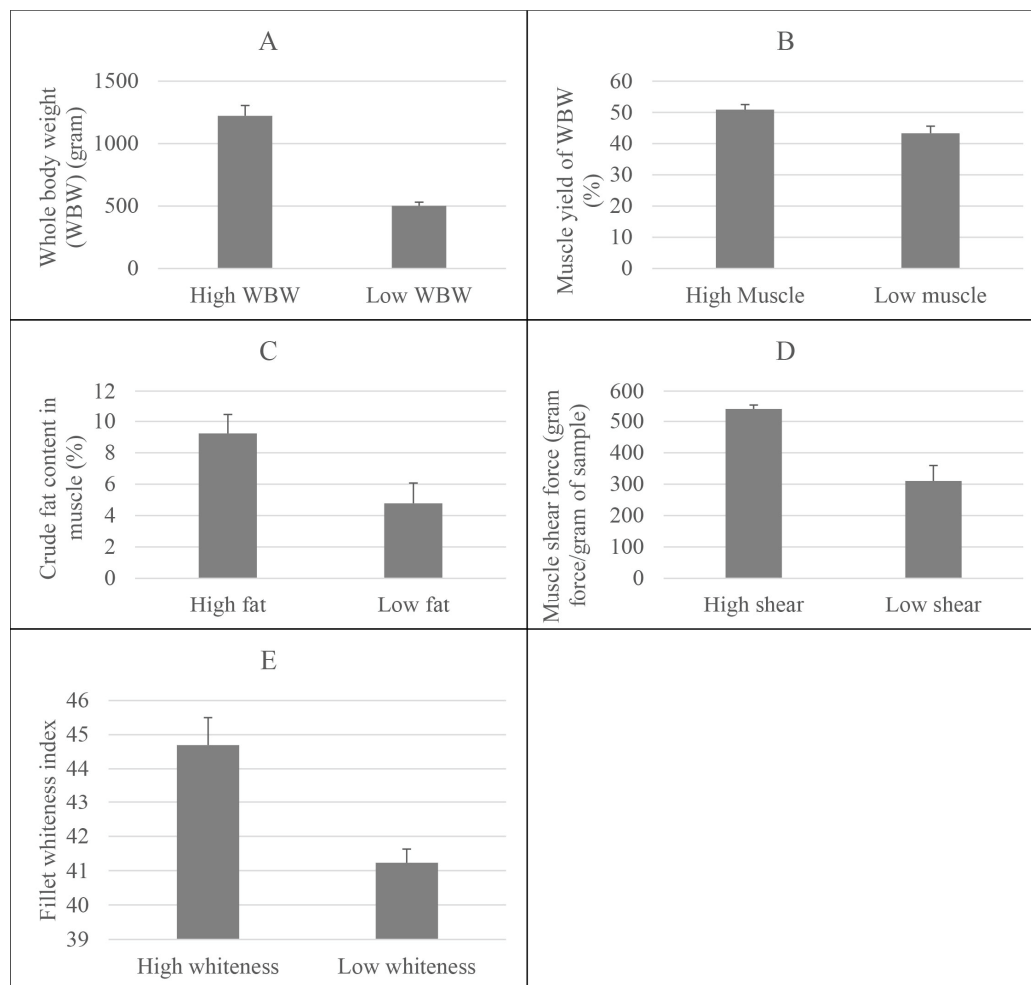 A
Whole body weight
(WBW) (gram)
1500
1000
500
0
High WBW
Low WBW
B
Muscle yield of WBW
(%)
60
50
40
30
20
10
0
High Muscle
Low muscle
C
Crude fat content in
muscle (%)
12
10
8
6
4
2
0
High fat
Low fat
D
Muscle shear force (gram
force/gram of sample)
600
500
400
300
200
100
0
High shear
Low shear
E
Fillet whiteness index
46
45
44
43
42
41
40
39
High whiteness
Low whiteness